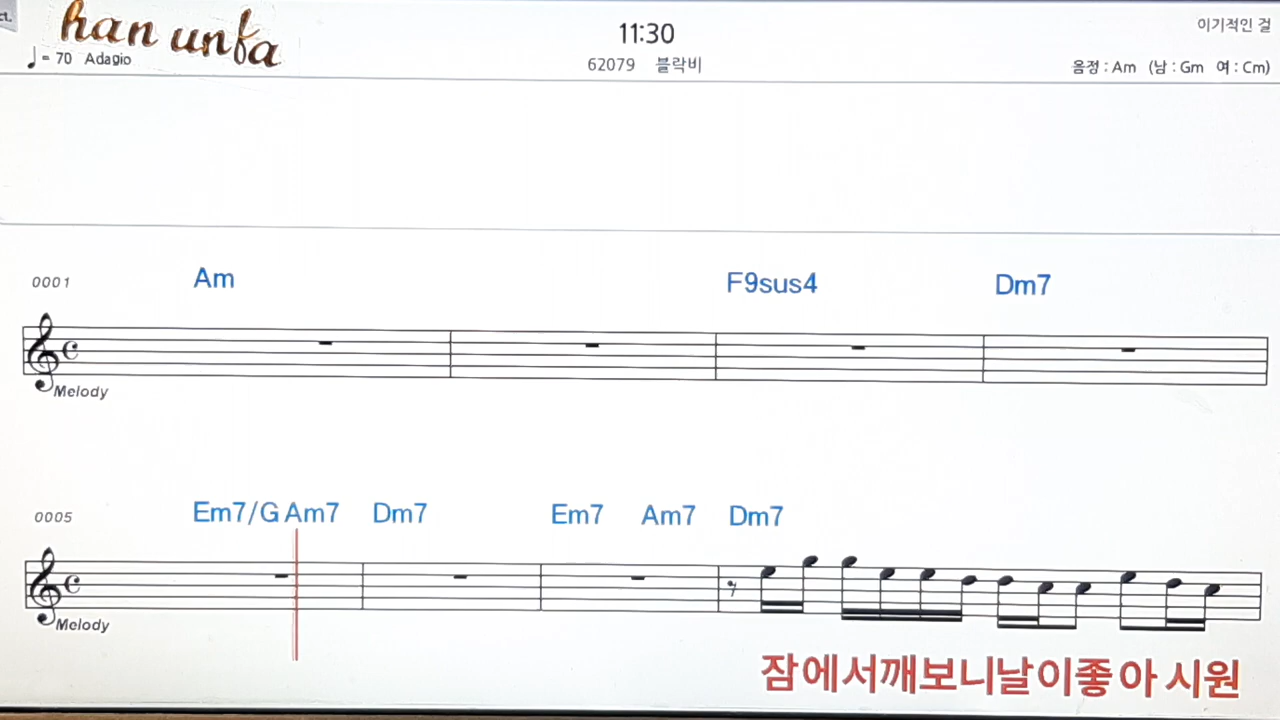 ct.
han unfa
11:30
이기적인 걸
♩= 70 Adagio
62079 블락비
음정 : Am (남 : Gm 여 : Cm)
0001 Am F9sus4 Dm7
Melody
0005 Em7/G Am7 Dm7 Em7 Am7 Dm7
Melody
잠에서깨보니날이좋아 시원